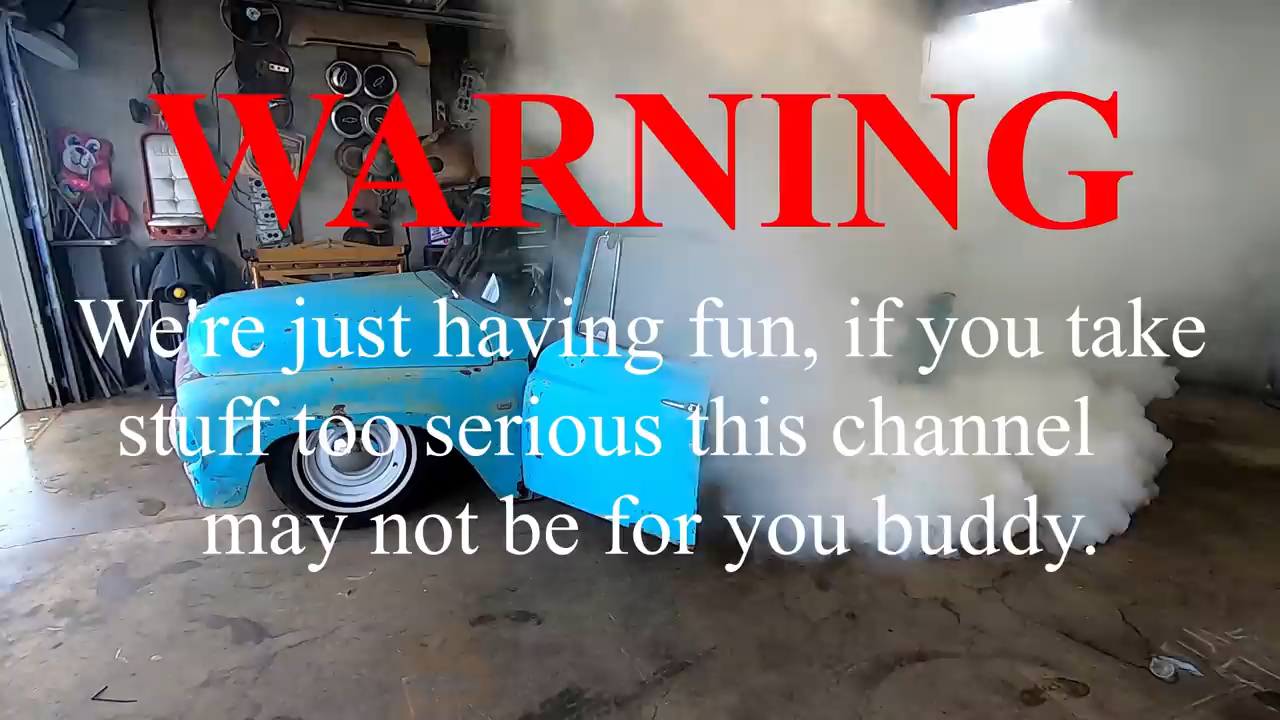 WARNING
We're just having fun, if you take
stuff too serious this channel
may not be for you buddy.